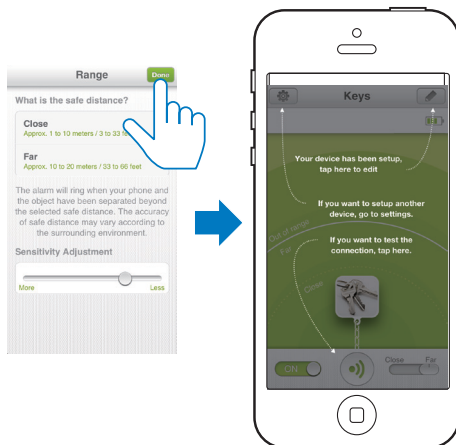 Range
Done
What is the safe distance?
Close
Approx. 1 to 10 meters / 3 to 33
Far
Approx. 10 to 20 meters / 33 to 66 feet
The alarm will ring when your phone and
the object have been separated beyond
the selected safe distance. The accuracy
of safe distance may vary according to
the surrounding environment.
Sensitivity Adjustment
More
Less
Keys
Your device has been setup,
tap here to edit
If you want to setup another
device, go to settings.
Out of range
If you want to test the
connection, tap here.
Far
Close
ON
Close
Far